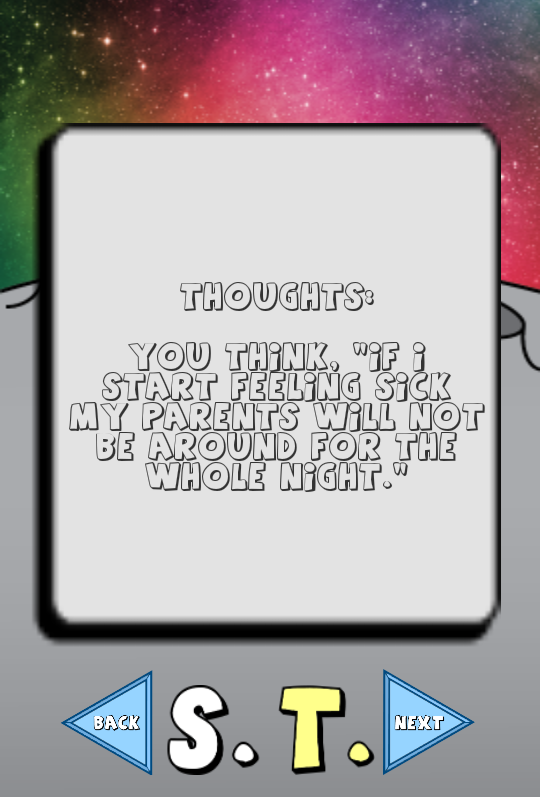 THOUGHTS:
YOU THINK, "IF I
START FEELING SICK
MY PARENTS WILL NOT
BE AROUND FOR THE
WHOLE NIGHT."
BACK S. T. NEXT